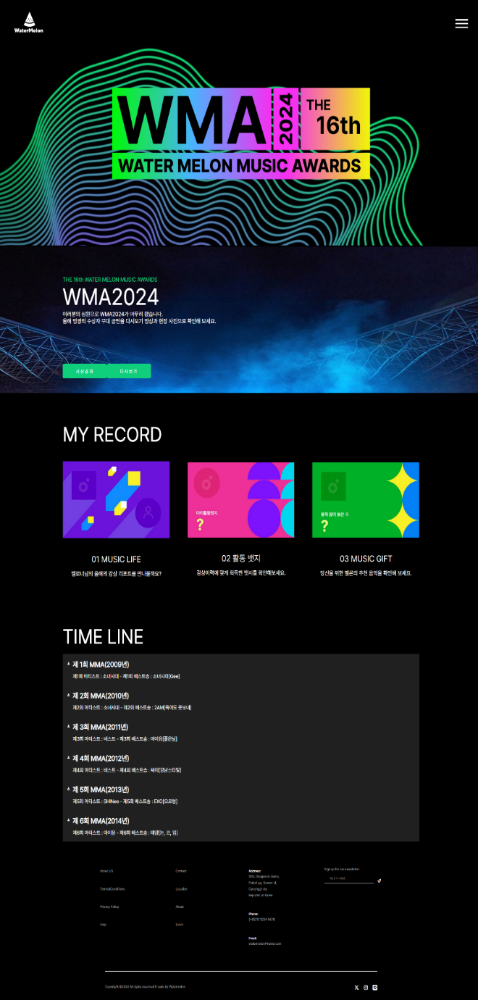 WaterMelon
WMA
2024
THE
16th
WATER MELON MUSIC AWARDS
THE 16th WATER MELON MUSIC AWARDS
WMA2024
여러분의 성원으로 WMA2024가 마무리 됐습니다.
올해 영광의 수상자 무대 공연을 다시보기 영상과 현장 사진으로 확인해 보세요.
시상결과
다시보기
MY RECORD
마이활동뱃지
?
올해 많이 들은 곡
?
01 MUSIC LIFE
02 활동 뱃지
03 MUSIC GIFT
멜로너님의 올해의 감상 리포트를 만나볼까요?
감상이력에 맞게 획득한 뱃지를 확인해보세요.
당신을 위한 멜론의 추천 음악을 확인해 보세요.
TIME LINE
제 1회 MMA(2009년)
제1회 아티스트 : 소녀시대 - 제1회 베스트송 : 소녀시대[Gee]
제 2회 MMA(2010년)
제2회 아티스트 : 소녀시대 - 제2회 베스트송 : 2AM[죽어도 못보내]
제 3회 MMA(2011년)
제3회 아티스트 : 비스트 - 제3회 베스트송 : 아이유[좋은날]
제 4회 MMA(2012년)
제4회 아티스트 : 비스트 - 제4회 베스트송 : 싸이[강남스타일]
제 5회 MMA(2013년)
제5회 아티스트 : SHINee - 제5회 베스트송 : EXO[으르렁]
제 6회 MMA(2014년)
제6회 아티스트 : 아이유 - 제6회 베스트송 : 태양[눈, 코, 입]
About US
Terms&Conditions
Privacy Policy
Help
Contact
Location
About
Event
Address:
Paldal-gu, Suwon-si,
Gyeonggi-do,
Republic of Korea
Phone:
(+82)10 1234 5678
Email:
watermelon@naver.com
Sign up for our newsletter
Your E-mail
Copyright ©2024 All rights reserved | made by Watermelon